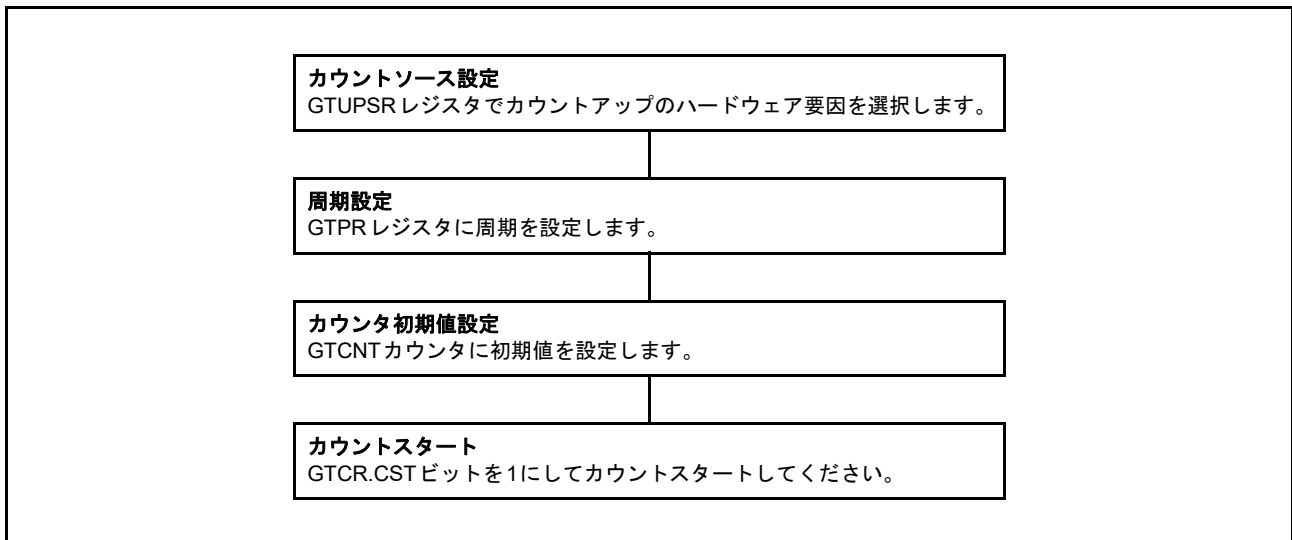 カウントソース設定
GTUPSRレジスタでカウントアップのハードウェア要因を選択します。
周期設定
GTPRレジスタに周期を設定します。
カウンタ初期値設定
GTCNTカウンタに初期値を設定します。
カウントスタート
GTCR.CSTビットを1にしてカウントスタートしてください。